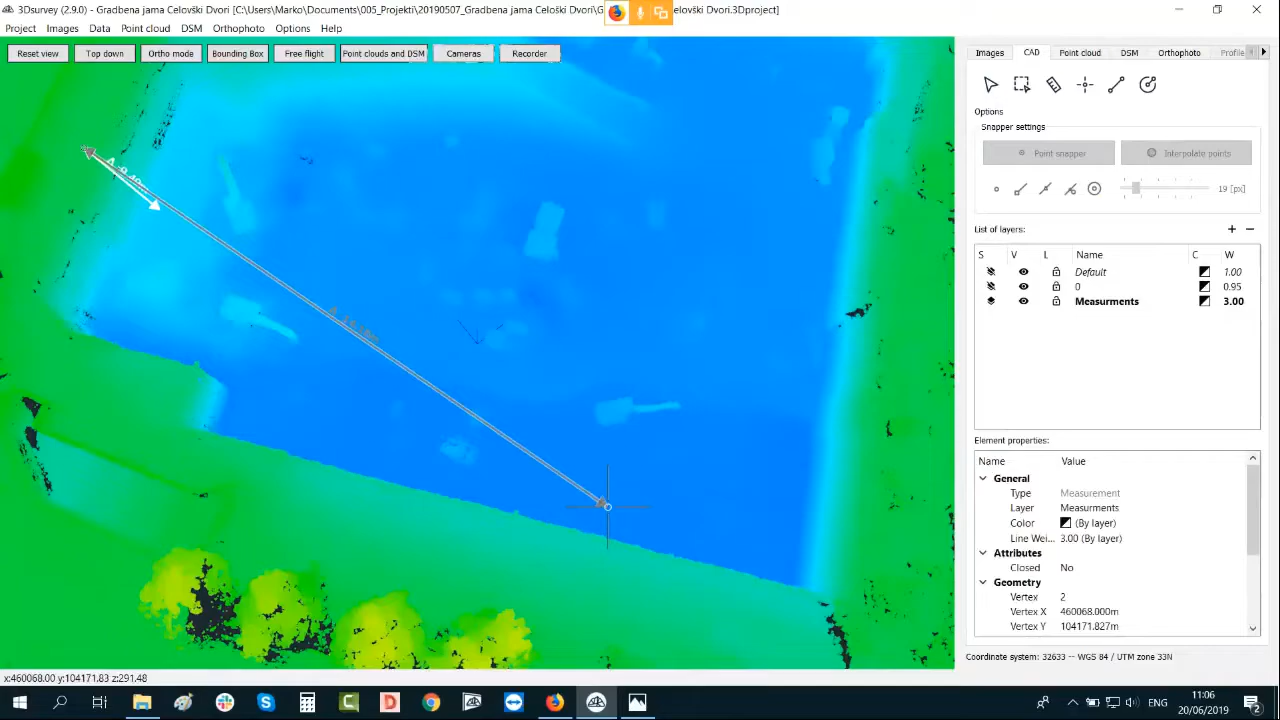 3Dsurvey (2.9.0) - Gradbena jama Celovški Dvori [C:\Users\Marko\Documents\005_Projekti\20190507_Gradbena jama Celoški Dvori\G elovški Dvori.3Dproject]
Project Images Data Point cloud DSM Orthophoto Options Help
Reset view Top down Ortho mode Bounding Box Free flight Point clouds and DSM Cameras Recorder
Images CAD Point cloud DSM Orthophoto Profile
Options
Snapper settings
Point snapper Interpolate points
19 [px]
List of layers: + −
S V L Name C W
Default 1.00
0 0.95
Measurments 3.00
Element properties:
Name Value
General
Type Measurement
Layer Measurments
Color (By layer)
Line Wei... 3.00 (By layer)
Attributes
Closed No
Geometry
Vertex 2
Vertex X 460068.000m
Vertex Y 104171.827m
Coordinate system: 32633 -- WGS 84 / UTM zone 33N
x:460068.00 y:104171.83 z:291.48
ENG
11:06
20/06/2019
2